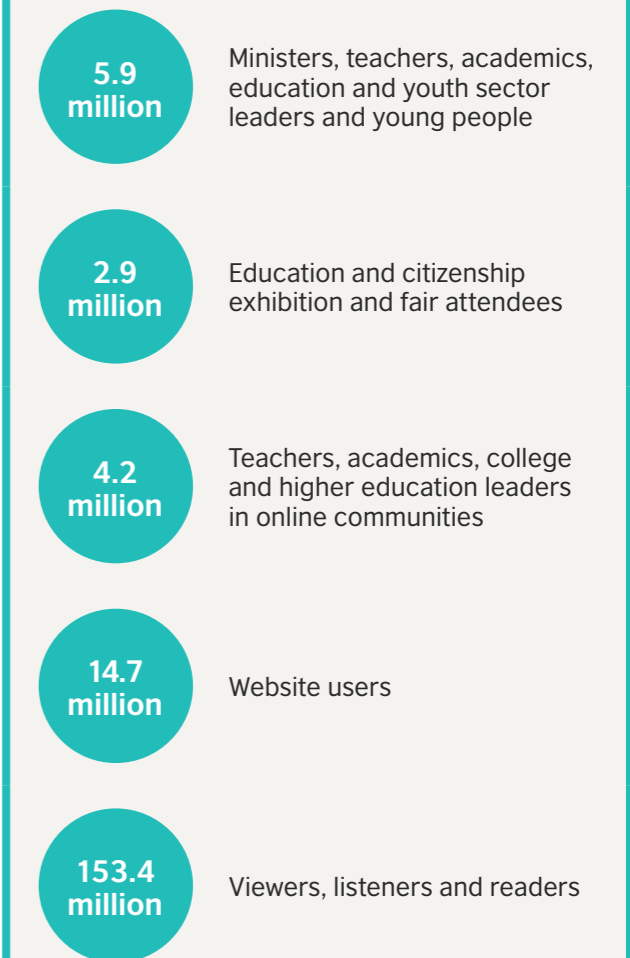 5.9
million
Ministers, teachers, academics,
education and youth sector
leaders and young people
2.9
million
Education and citizenship
exhibition and fair attendees
4.2
million
Teachers, academics, college
and higher education leaders
in online communities
14.7
million
Website users
153.4
million
Viewers, listeners and readers